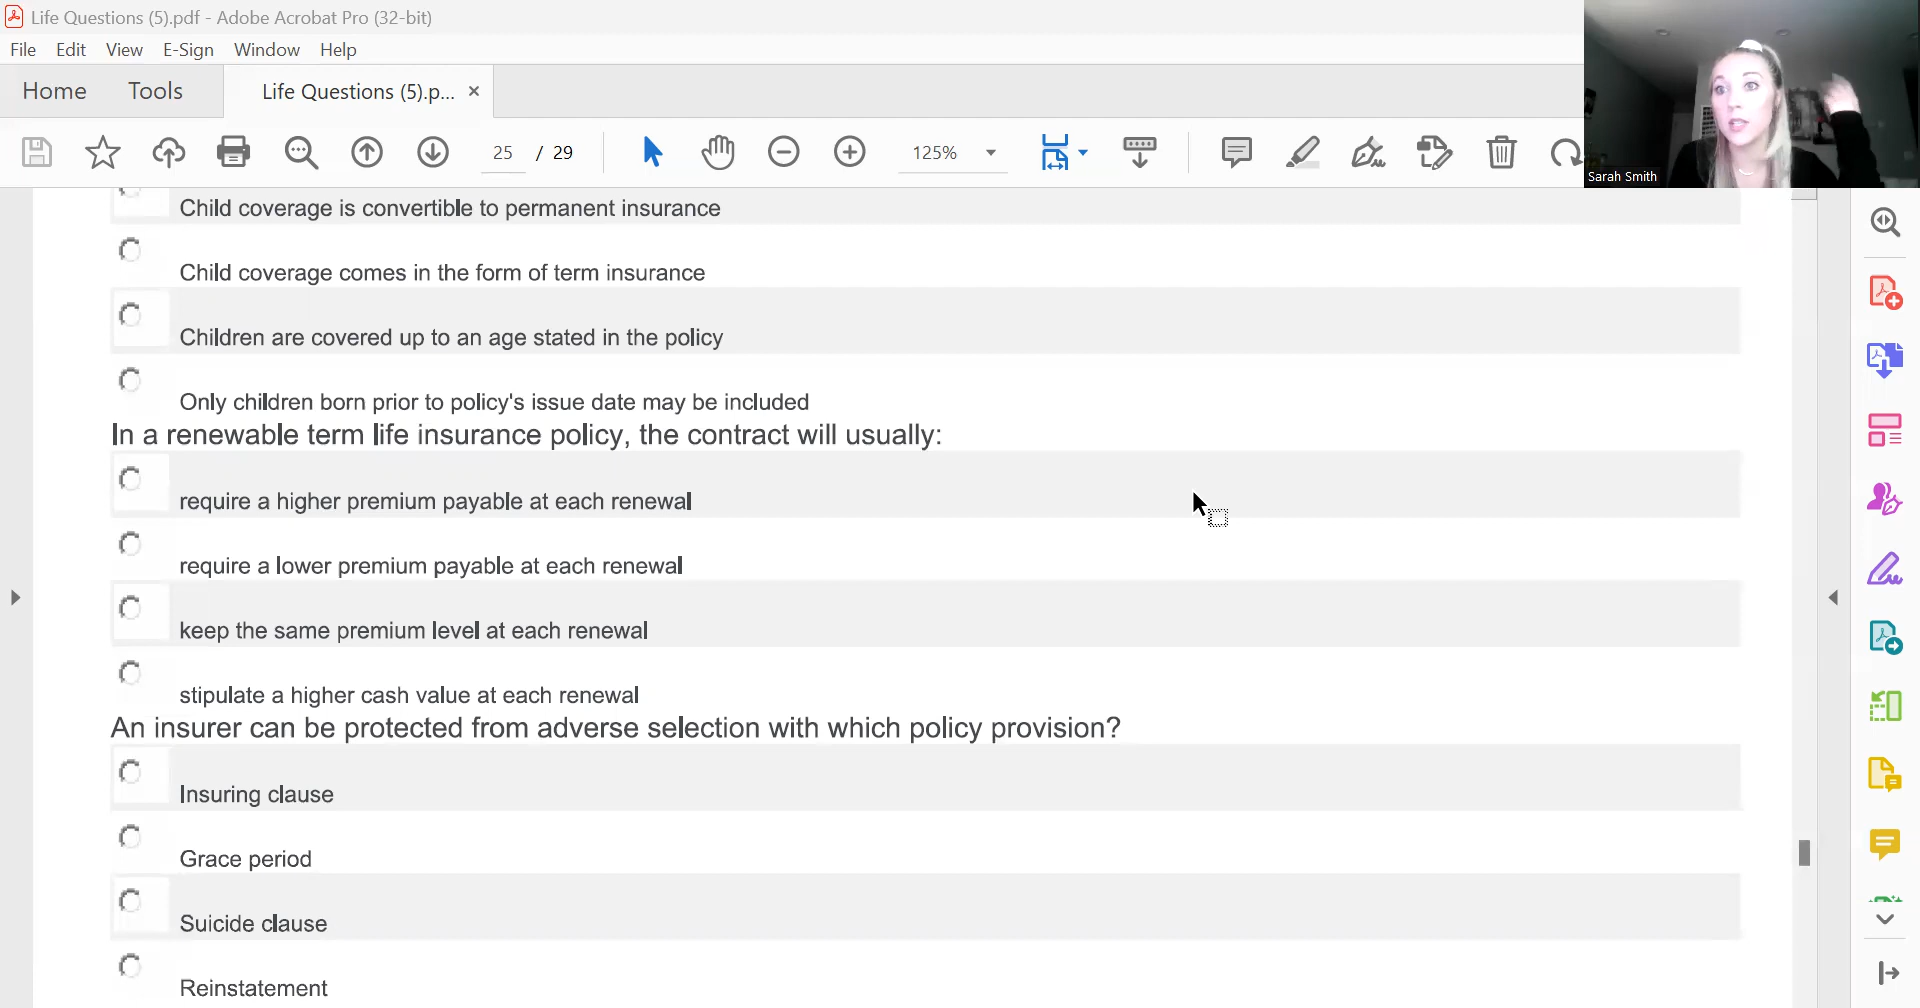 Life Questions (5).pdf - Adobe Acrobat Pro (32-bit)
File Edit View E-Sign Window Help
Home Tools Life Questions (5).p... ×
25 / 29 125%
Sarah Smith
Child coverage is convertible to permanent insurance
Child coverage comes in the form of term insurance
Children are covered up to an age stated in the policy
Only children born prior to policy's issue date may be included
In a renewable term life insurance policy, the contract will usually:
require a higher premium payable at each renewal
require a lower premium payable at each renewal
keep the same premium level at each renewal
stipulate a higher cash value at each renewal
An insurer can be protected from adverse selection with which policy provision?
Insuring clause
Grace period
Suicide clause
Reinstatement